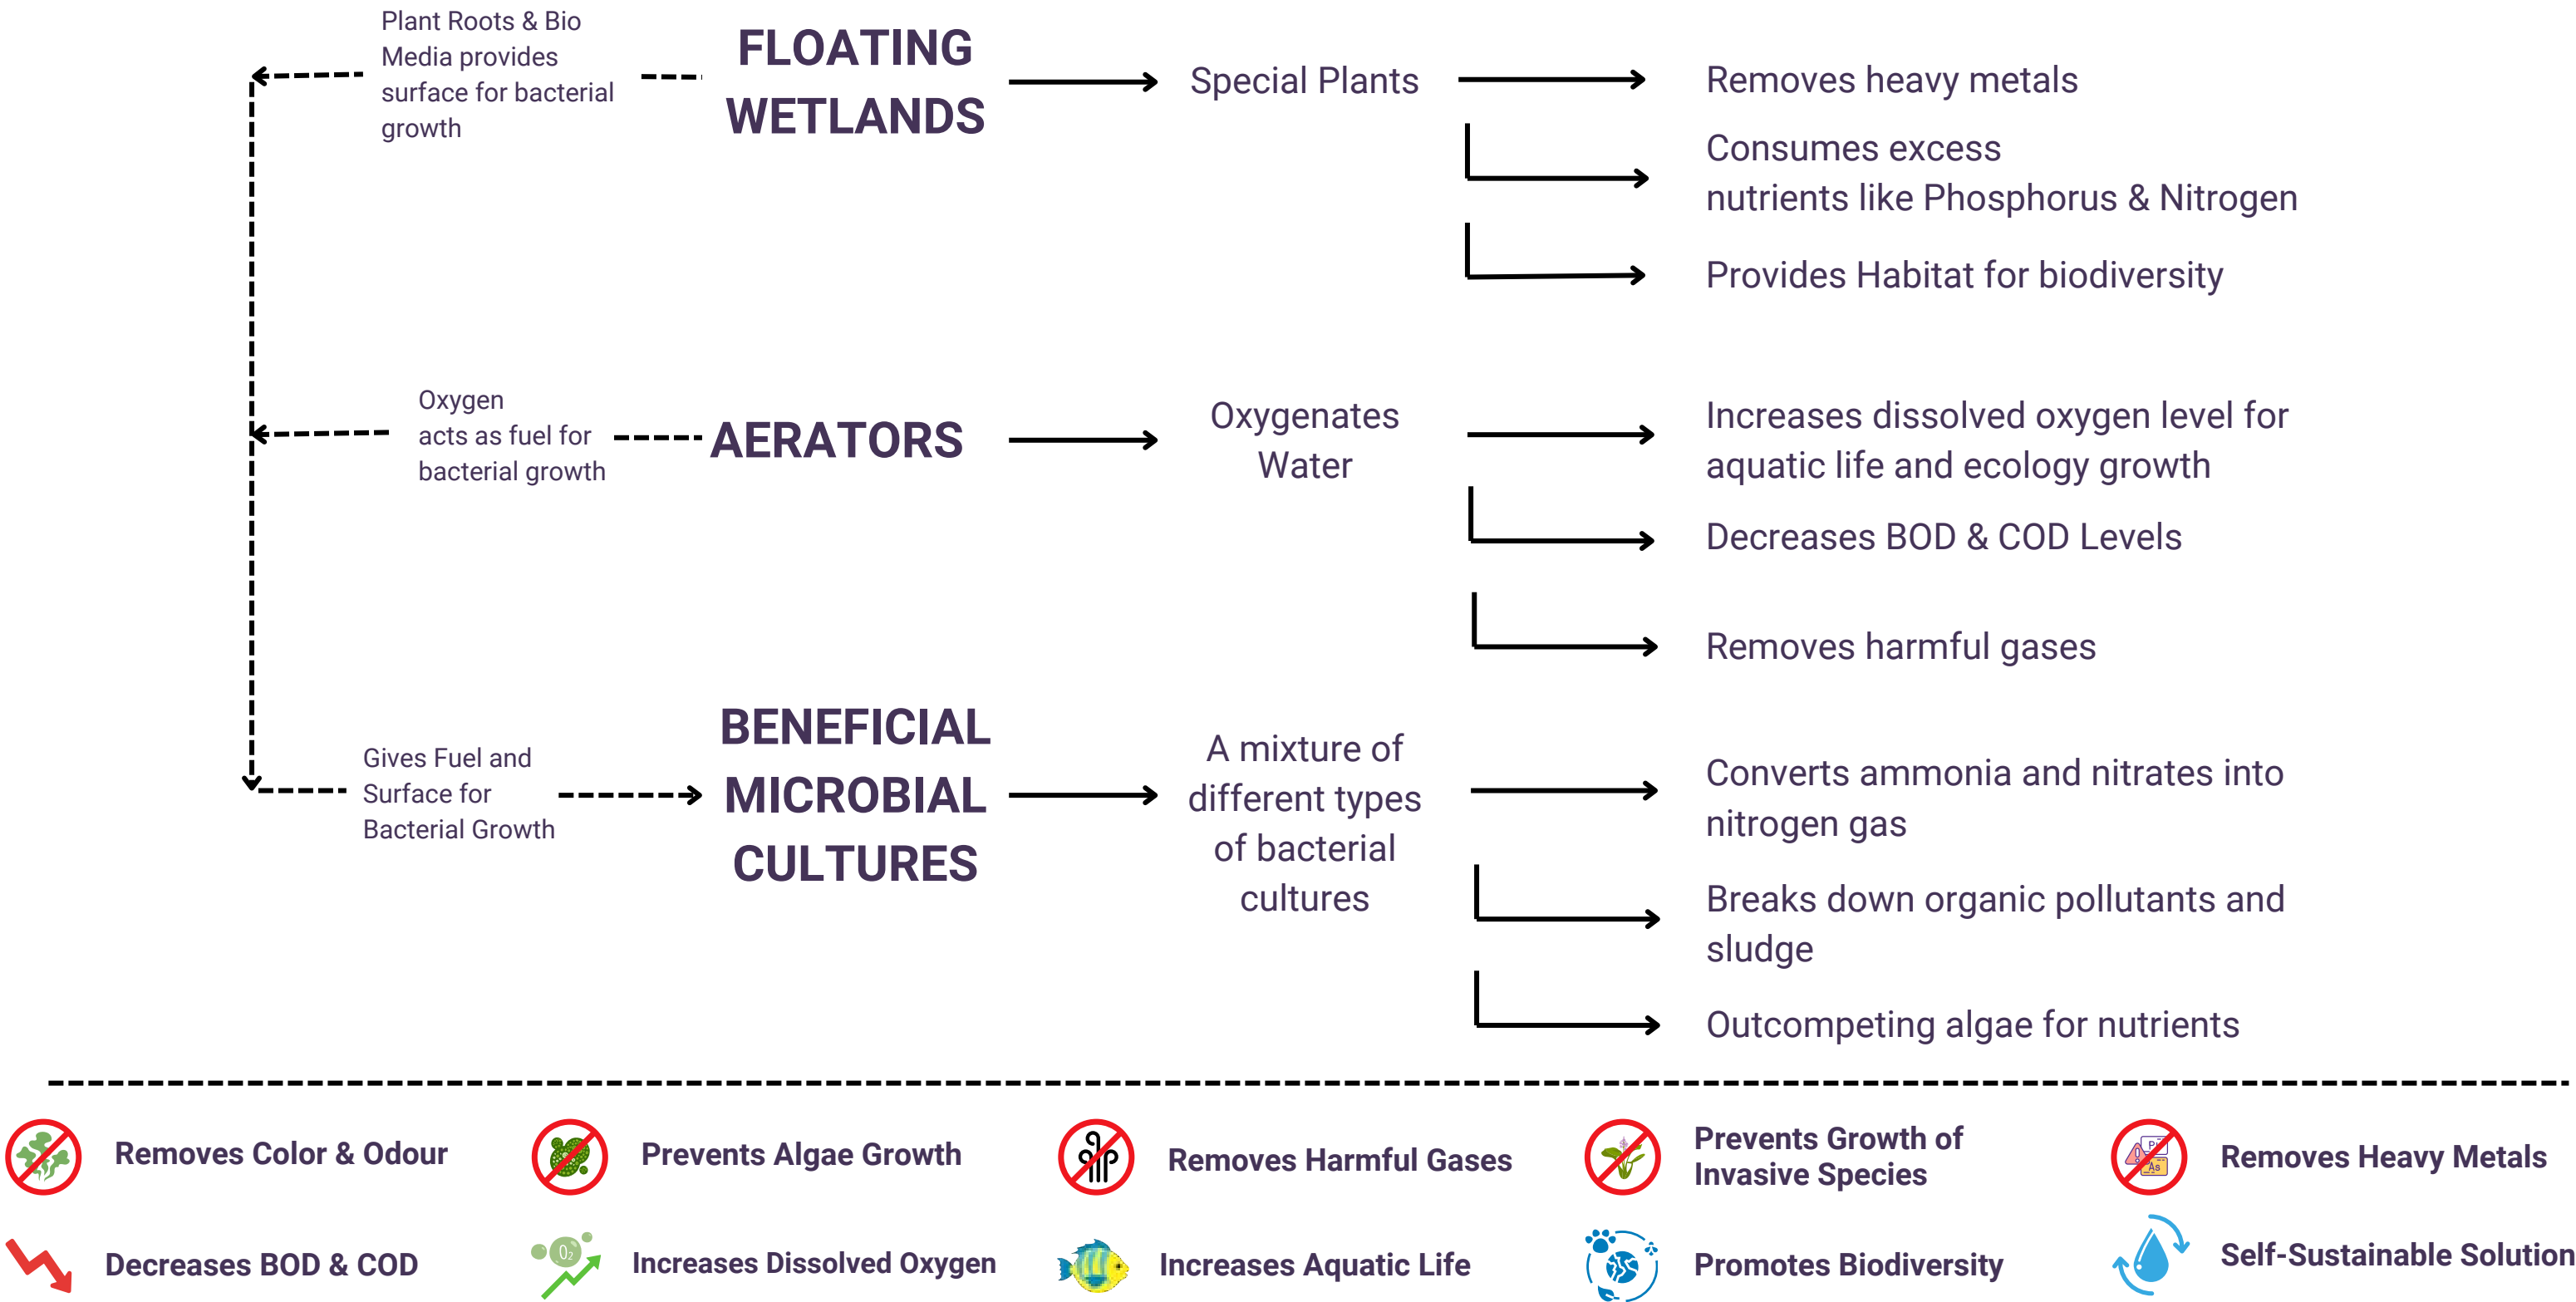 Plant Roots & Bio
Media provides
surface for bacterial
growth
FLOATING
WETLANDS
Special Plants
Removes heavy metals
Consumes excess
nutrients like Phosphorus & Nitrogen
Provides Habitat for biodiversity
Oxygen
acts as fuel for
bacterial growth
AERATORS
Oxygenates
Water
Increases dissolved oxygen level for
aquatic life and ecology growth
Decreases BOD & COD Levels
Removes harmful gases
Gives Fuel and
Surface for
Bacterial Growth
BENEFICIAL
MICROBIAL
CULTURES
A mixture of
different types
of bacterial
cultures
Converts ammonia and nitrates into
nitrogen gas
Breaks down organic pollutants and
sludge
Outcompeting algae for nutrients
Removes Color & Odour
Prevents Algae Growth
Removes Harmful Gases
Prevents Growth of
Invasive Species
As
Removes Heavy Metals
Decreases BOD & COD
O₂
Increases Dissolved Oxygen
Increases Aquatic Life
Promotes Biodiversity
Self-Sustainable Solution